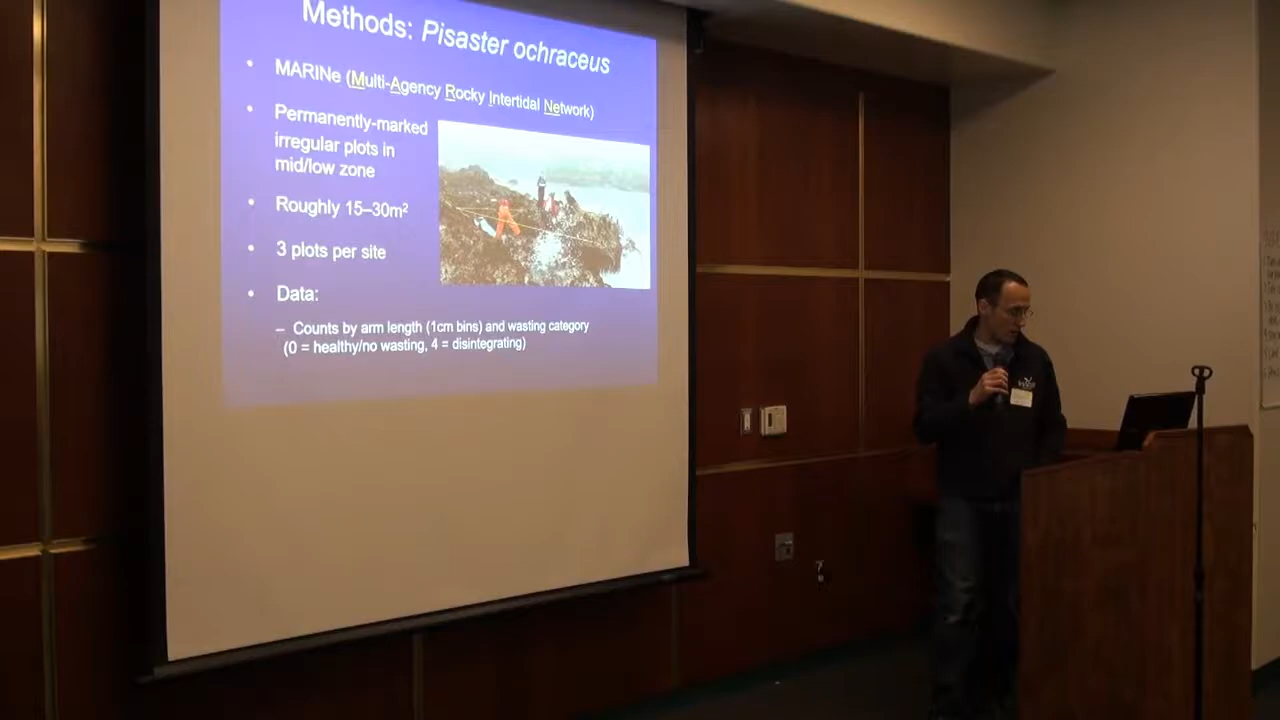 Methods: Pisaster ochraceus
• MARINe (Multi-Agency Rocky Intertidal Network)
• Permanently-marked
irregular plots in
mid/low zone
• Roughly 15–30m²
• 3 plots per site
• Data:
– Counts by arm length (1cm bins) and wasting category
(0 = healthy/no wasting, 4 = disintegrating)